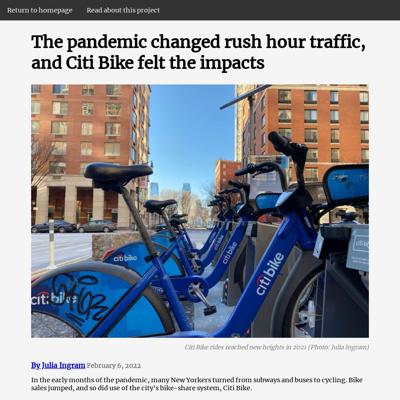 Return to homepage Read about this project
The pandemic changed rush hour traffic,
and Citi Bike felt the impacts
citi bike
citi bike
citi bike
citi bike
Citi Bike rides reached new heights in 2021 (Photo: Julia Ingram)
By Julia Ingram February 6, 2022
In the early months of the pandemic, many New Yorkers turned from subways and buses to cycling. Bike
sales jumped, and so did use of the city's bike-share system, Citi Bike.